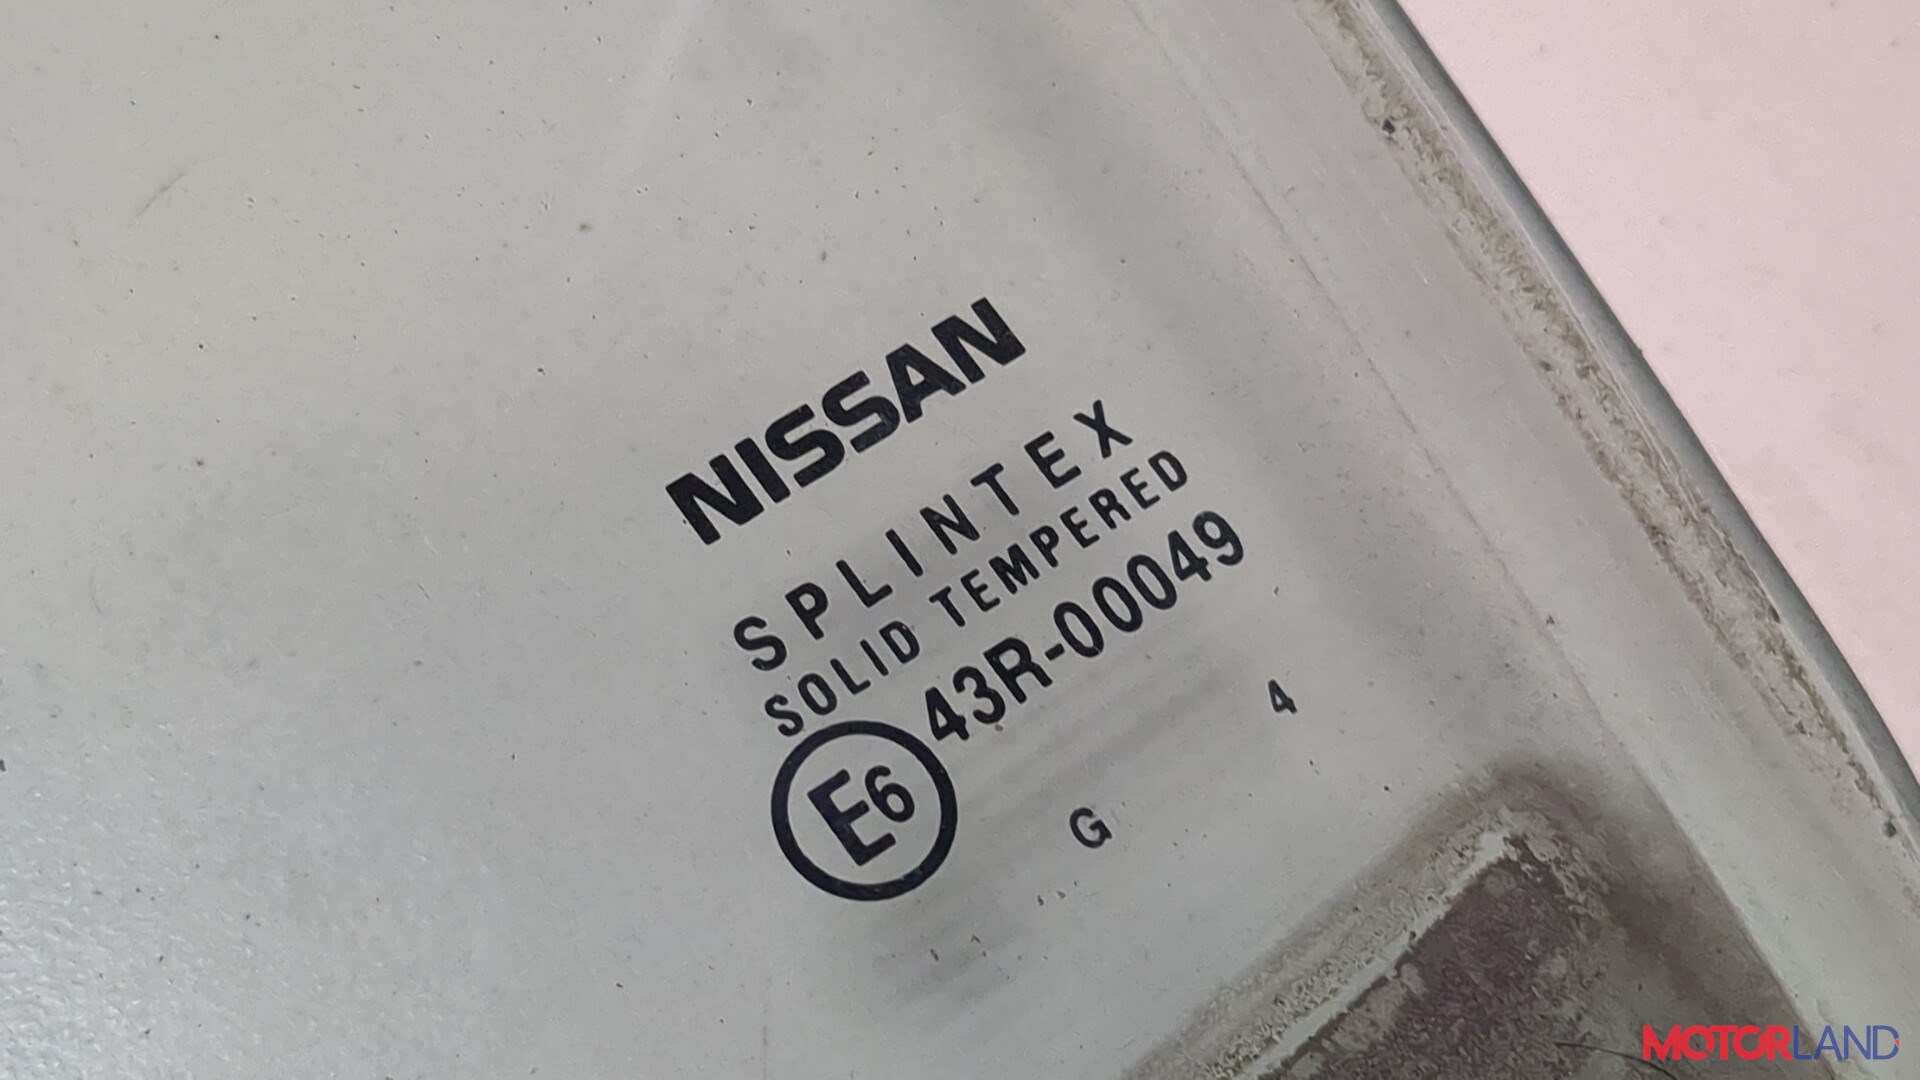 NISSAN
SPLINTEX
SOLID TEMPERED
43R-00049
E6
4
G
MOTORLAND